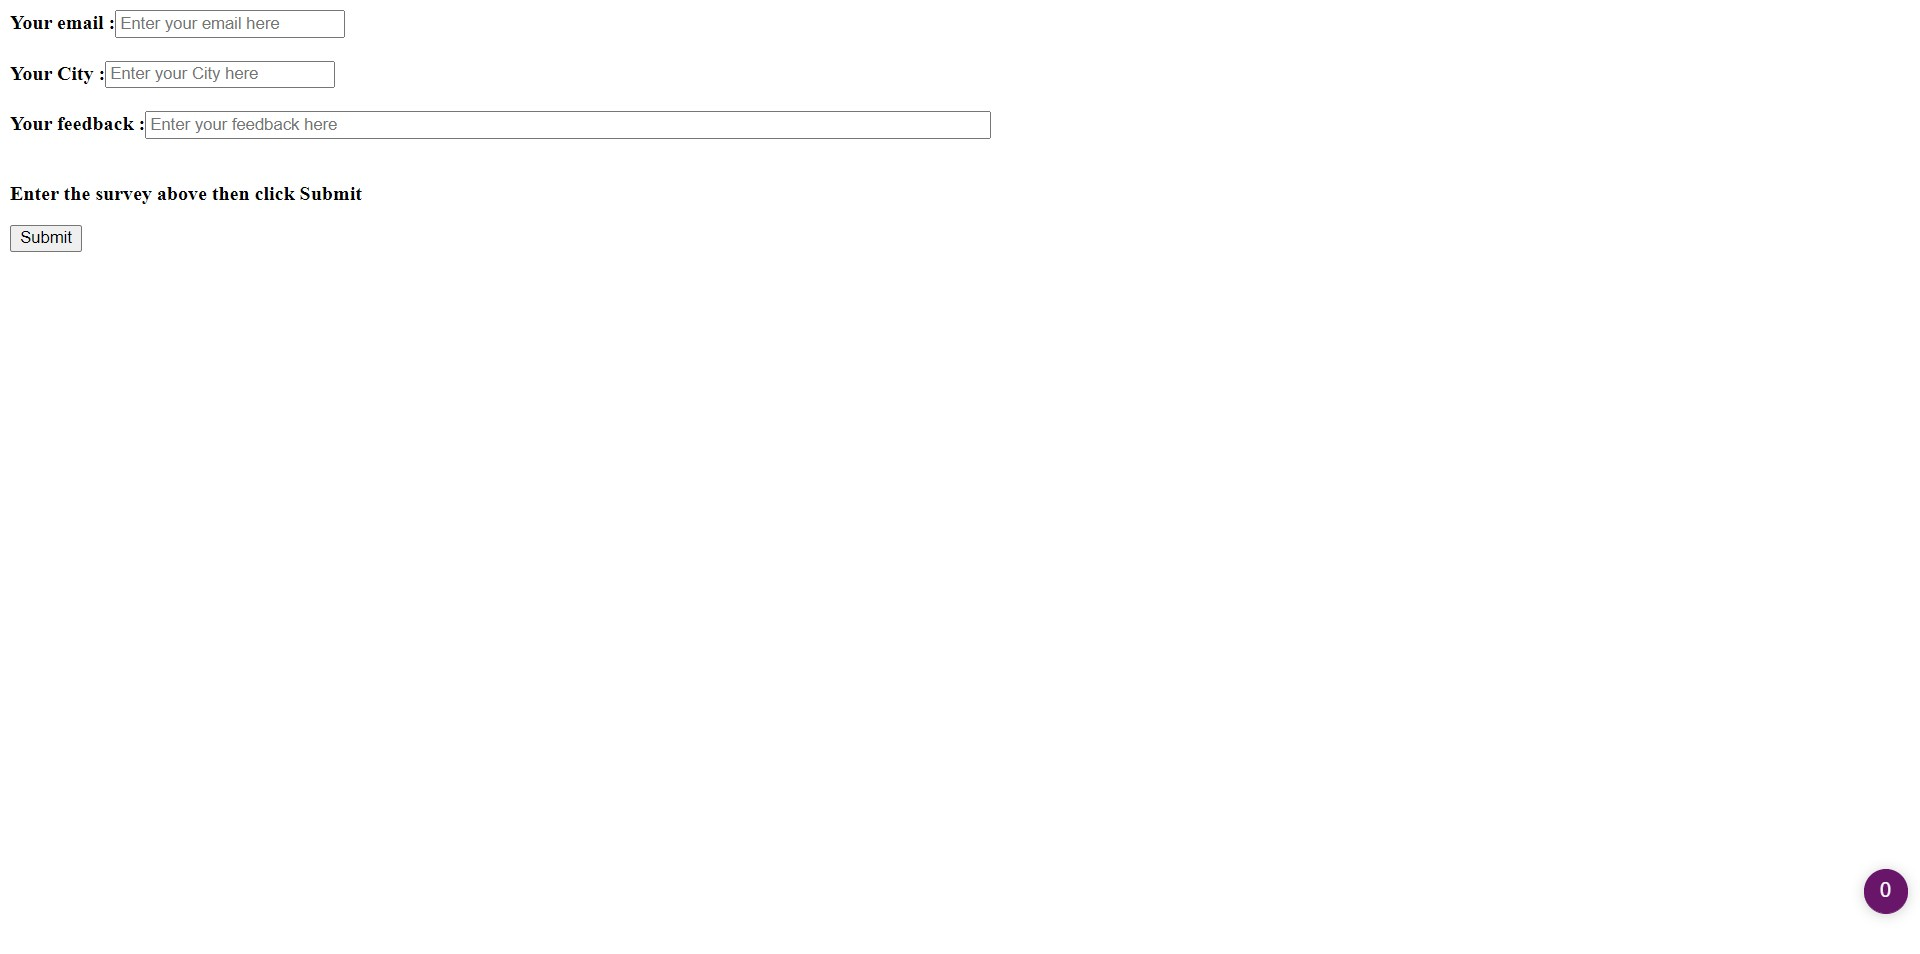 Your email :Enter your email here
Your City :Enter your City here
Your feedback :Enter your feedback here
Enter the survey above then click Submit
Submit
0